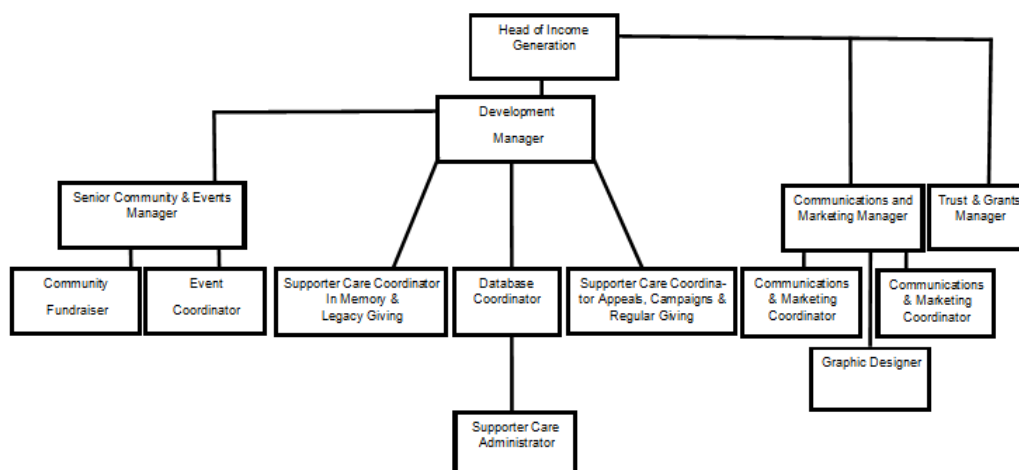 Head of Income
Generation
Development
Manager
Senior Community & Events
Manager
Communications and
Marketing Manager
Trust & Grants
Manager
Community
Fundraiser
Event
Coordinator
Supporter Care Coordinator
In Memory &
Legacy Giving
Database
Coordinator
Supporter Care Coordina-
tor Appeals, Campaigns &
Regular Giving
Communications
& Marketing
Coordinator
Communications
& Marketing
Coordinator
Graphic Designer
Supporter Care
Administrator